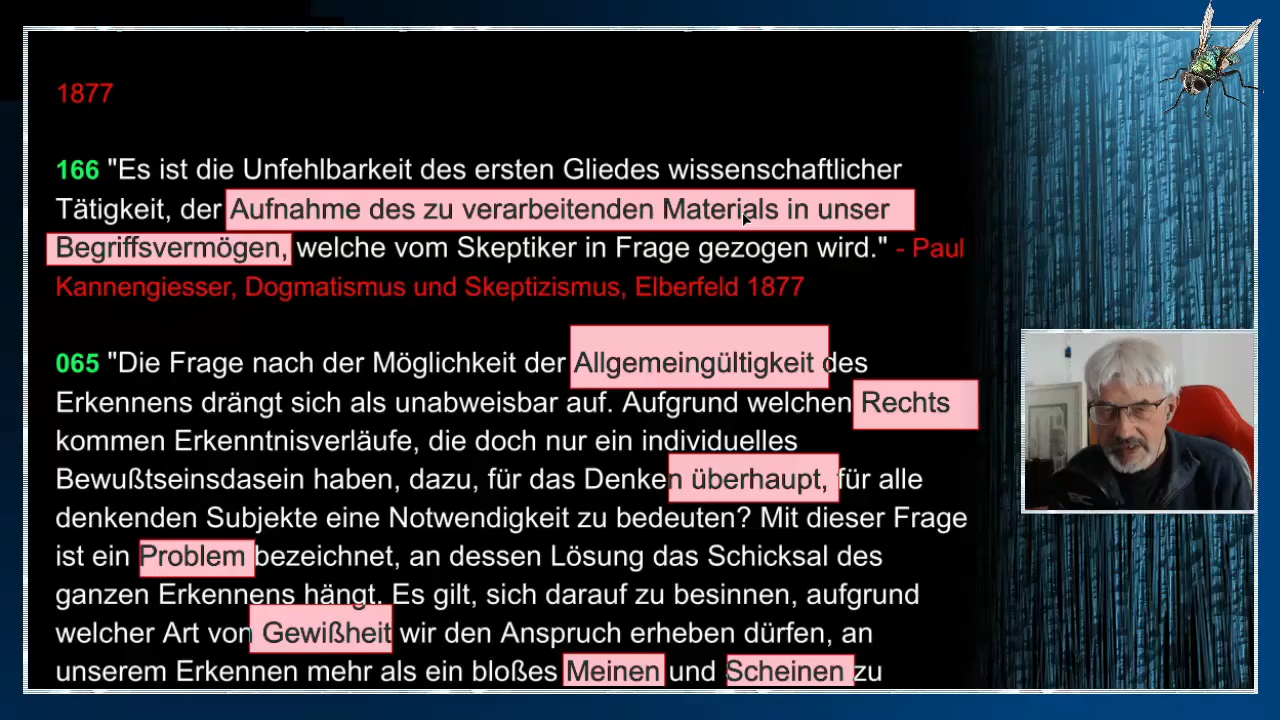 1877
166 "Es ist die Unfehlbarkeit des ersten Gliedes wissenschaftlicher
Tätigkeit, der Aufnahme des zu verarbeitenden Materials in unser
Begriffsvermögen, welche vom Skeptiker in Frage gezogen wird." - Paul
Kannengiesser, Dogmatismus und Skeptizismus, Elberfeld 1877
065 "Die Frage nach der Möglichkeit der Allgemeingültigkeit des
Erkennens drängt sich als unabweisbar auf. Aufgrund welchen Rechts
kommen Erkenntnisverläufe, die doch nur ein individuelles
Bewußtseinsdasein haben, dazu, für das Denken überhaupt, für alle
denkenden Subjekte eine Notwendigkeit zu bedeuten? Mit dieser Frage
ist ein Problem bezeichnet, an dessen Lösung das Schicksal des
ganzen Erkennens hängt. Es gilt, sich darauf zu besinnen, aufgrund
welcher Art von Gewißheit wir den Anspruch erheben dürfen, an
unserem Erkennen mehr als ein bloßes Meinen und Scheinen zu